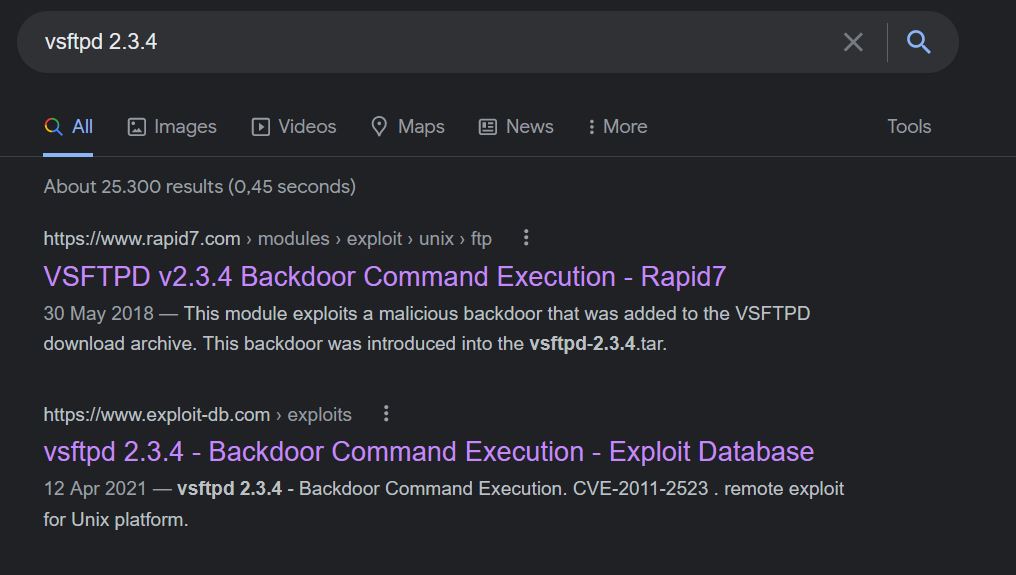 vsftpd 2.3.4
All Images Videos Maps News More Tools
About 25.300 results (0,45 seconds)
https://www.rapid7.com › modules › exploit › unix › ftp
VSFTPD v2.3.4 Backdoor Command Execution - Rapid7
30 May 2018 — This module exploits a malicious backdoor that was added to the VSFTPD
download archive. This backdoor was introduced into the vsftpd-2.3.4.tar.
https://www.exploit-db.com › exploits
vsftpd 2.3.4 - Backdoor Command Execution - Exploit Database
12 Apr 2021 — vsftpd 2.3.4 - Backdoor Command Execution. CVE-2011-2523 . remote exploit
for Unix platform.